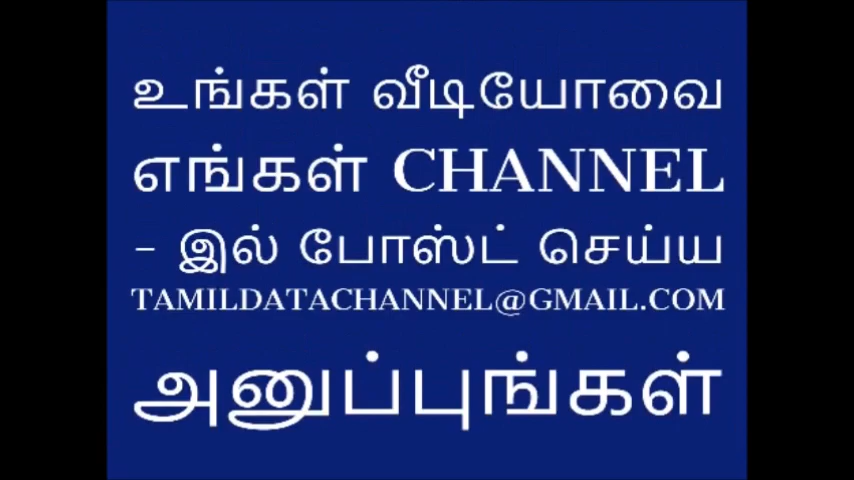 உங்கள் வீடியோவை
எங்கள் CHANNEL
- இல் போஸ்ட் செய்ய
TAMILDATACHANNEL@GMAIL.COM
அனுப்புங்கள்